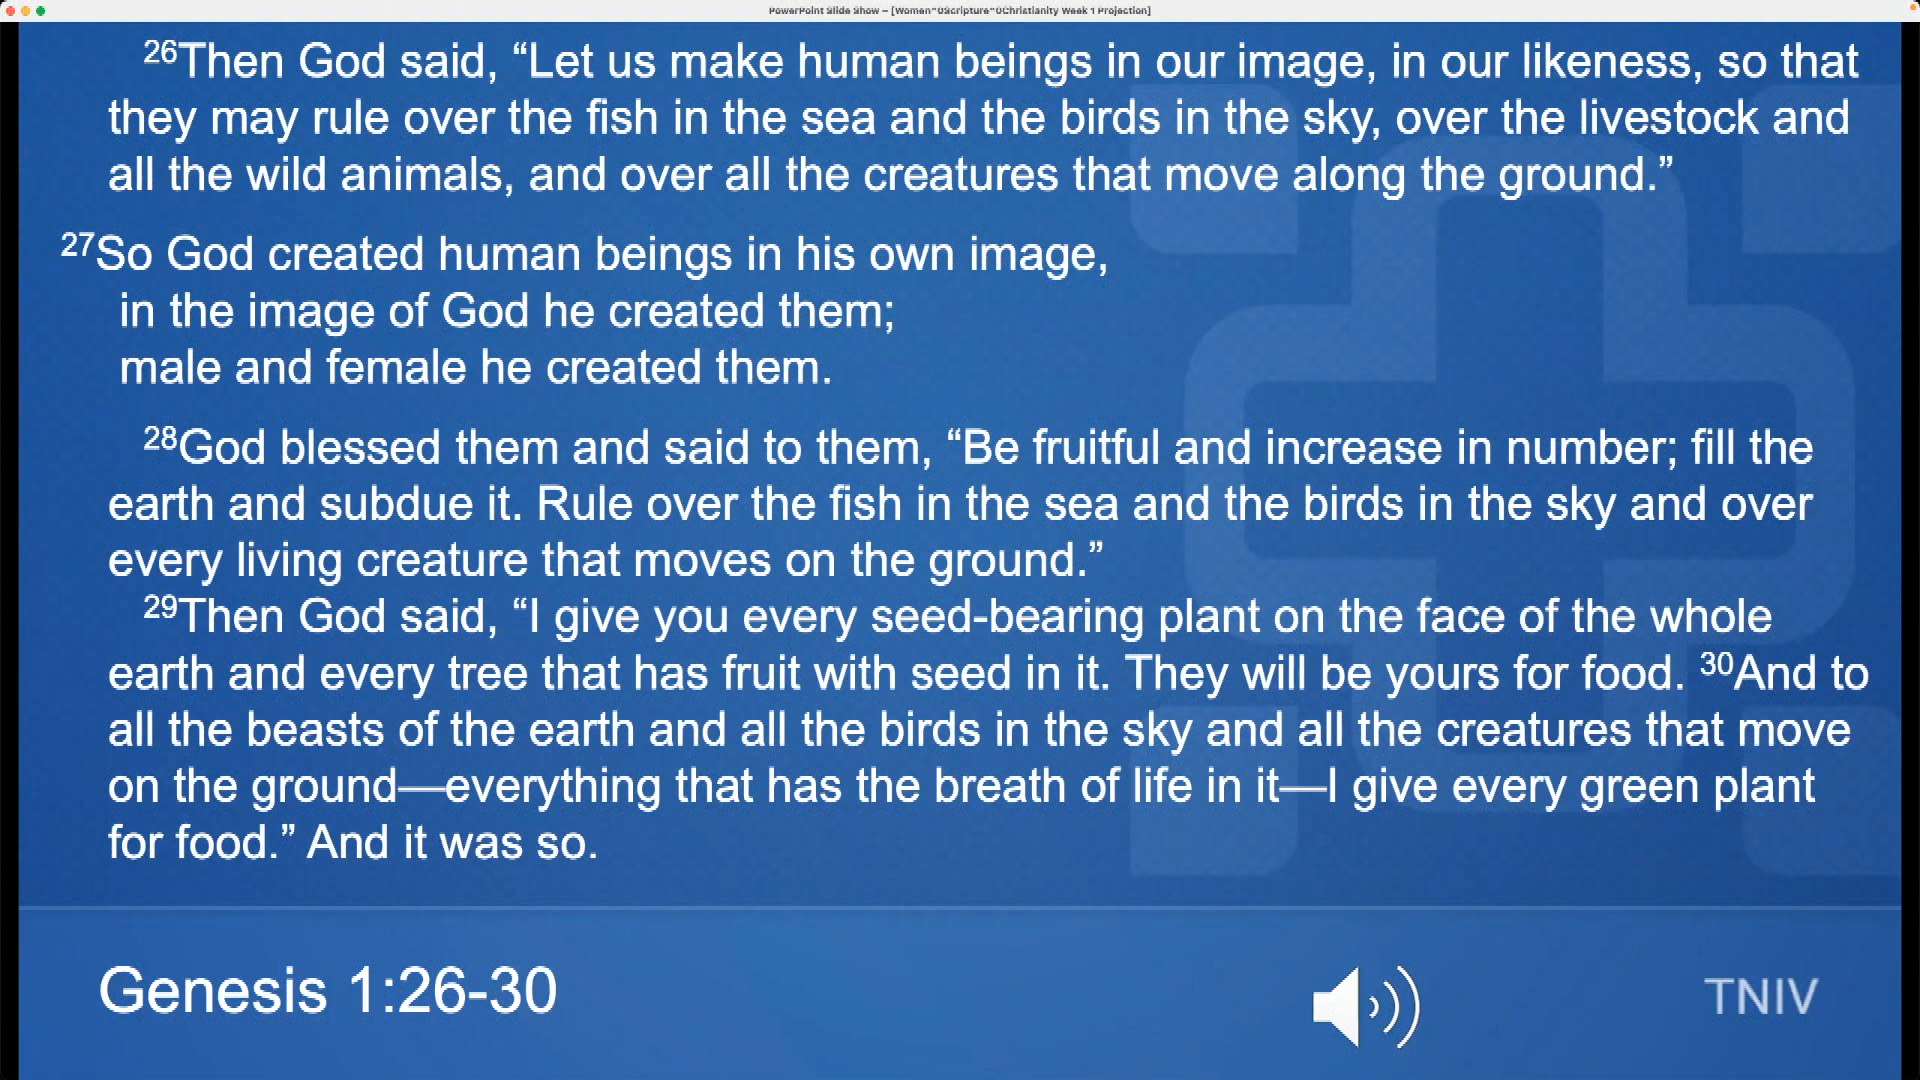 PowerPoint Slide Show – [Women^0Scripture^0Christianity Week 1 Projection]
26Then God said, “Let us make human beings in our image, in our likeness, so that
they may rule over the fish in the sea and the birds in the sky, over the livestock and
all the wild animals, and over all the creatures that move along the ground.”
27So God created human beings in his own image,
in the image of God he created them;
male and female he created them.
28God blessed them and said to them, “Be fruitful and increase in number; fill the
earth and subdue it. Rule over the fish in the sea and the birds in the sky and over
every living creature that moves on the ground.”
29Then God said, “I give you every seed-bearing plant on the face of the whole
earth and every tree that has fruit with seed in it. They will be yours for food. 30And to
all the beasts of the earth and all the birds in the sky and all the creatures that move
on the ground—everything that has the breath of life in it—I give every green plant
for food.” And it was so.
Genesis 1:26-30
TNIV